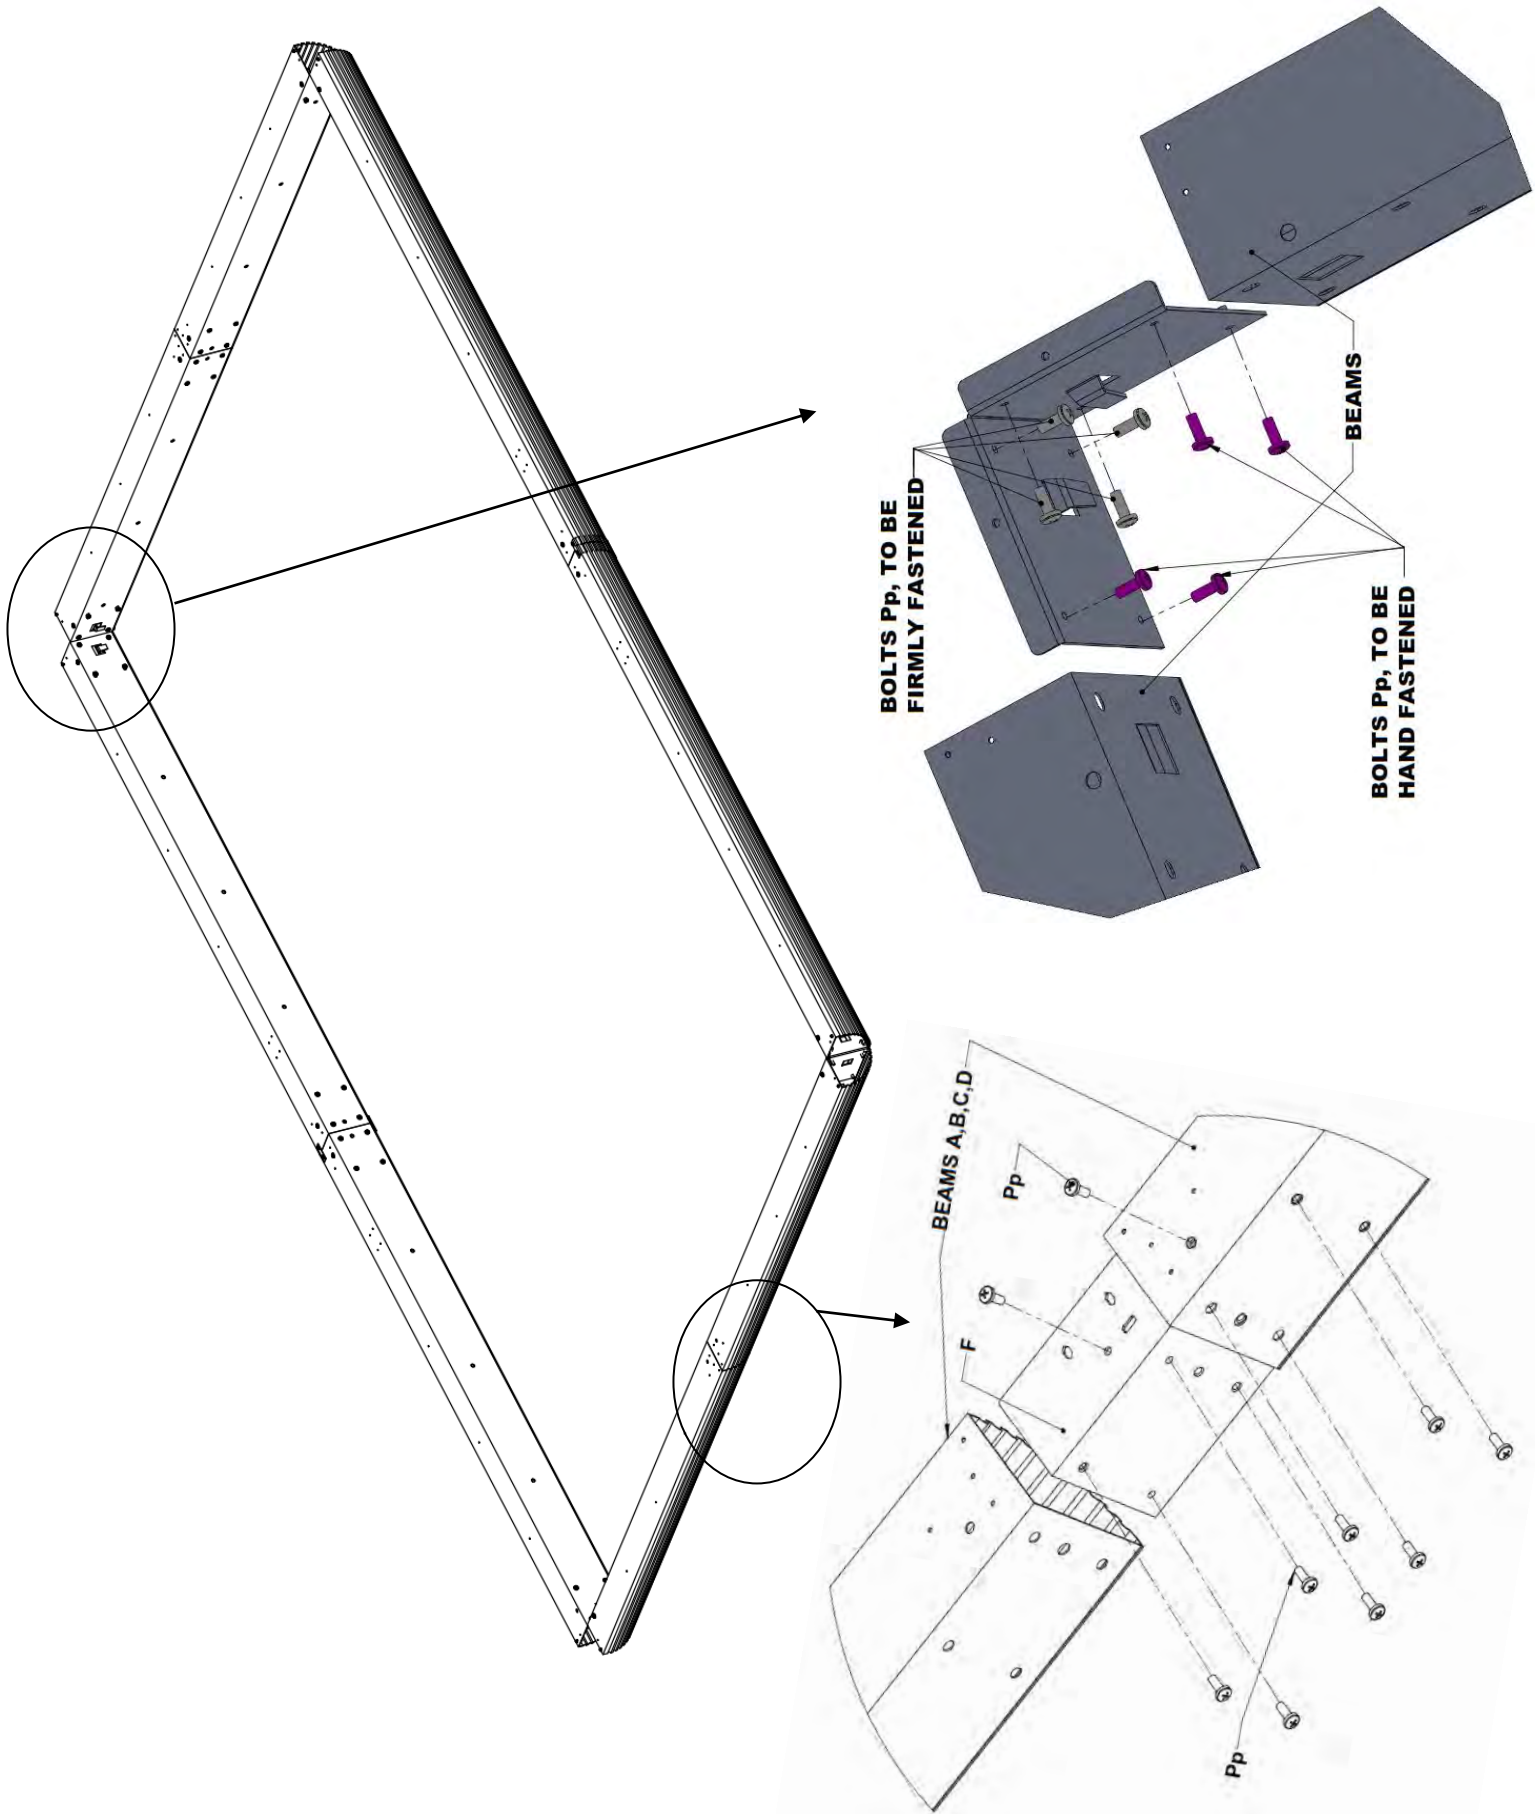 BOLTS Pp, TO BE
FIRMLY FASTENED
BEAMS
BOLTS Pp, TO BE
HAND FASTENED
BEAMS A,B,C,D
Pp
F
Pp